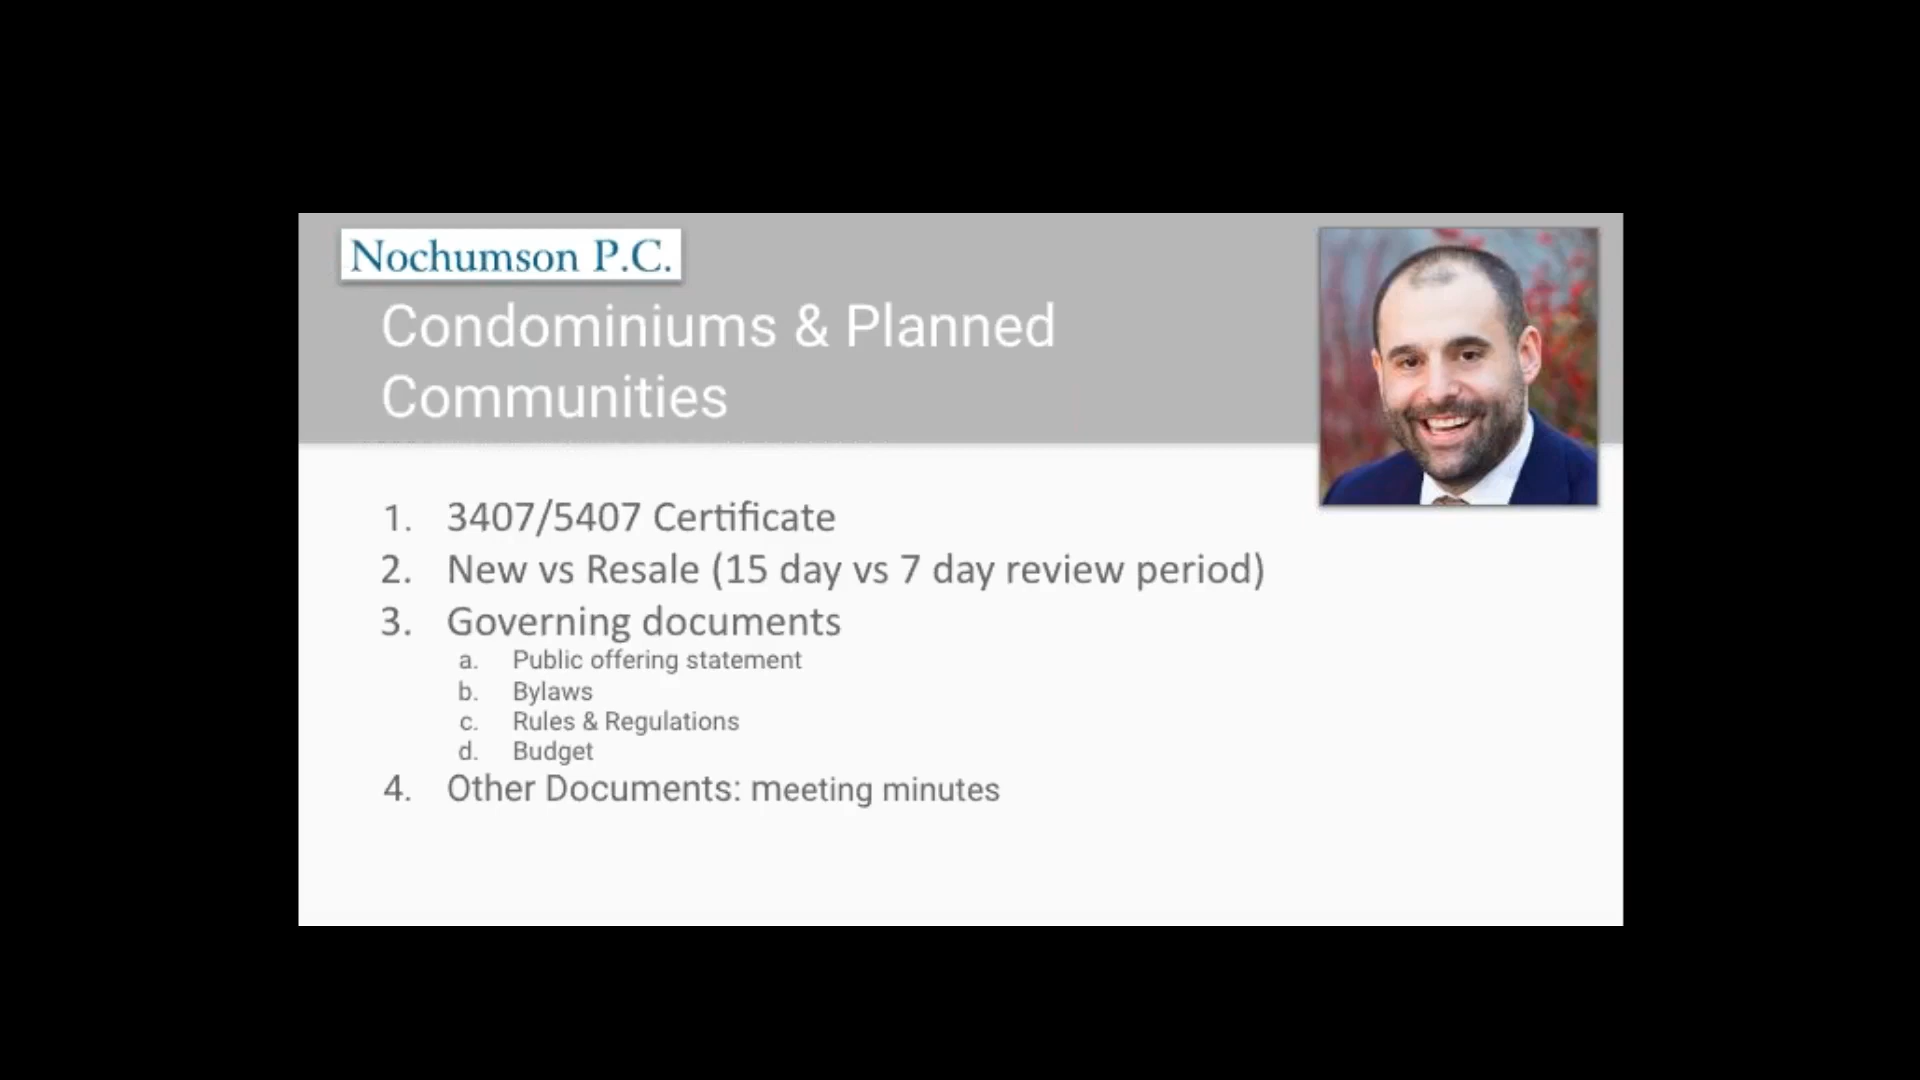 Nochumson P.C.
Condominiums & Planned
Communities
1. 3407/5407 Certificate
2. New vs Resale (15 day vs 7 day review period)
3. Governing documents
a. Public offering statement
b. Bylaws
c. Rules & Regulations
d. Budget
4. Other Documents: meeting minutes